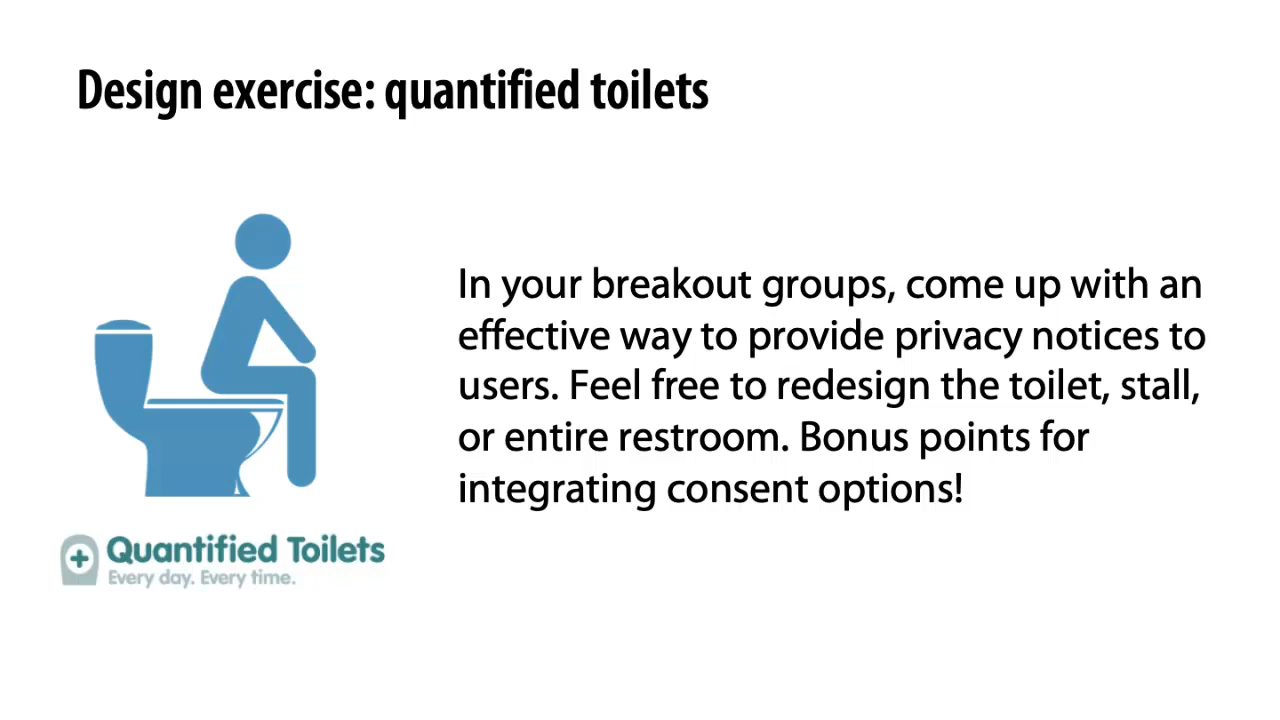 Design exercise: quantified toilets
In your breakout groups, come up with an
effective way to provide privacy notices to
users. Feel free to redesign the toilet, stall,
or entire restroom. Bonus points for
integrating consent options!
Quantified Toilets
Every day. Every time.